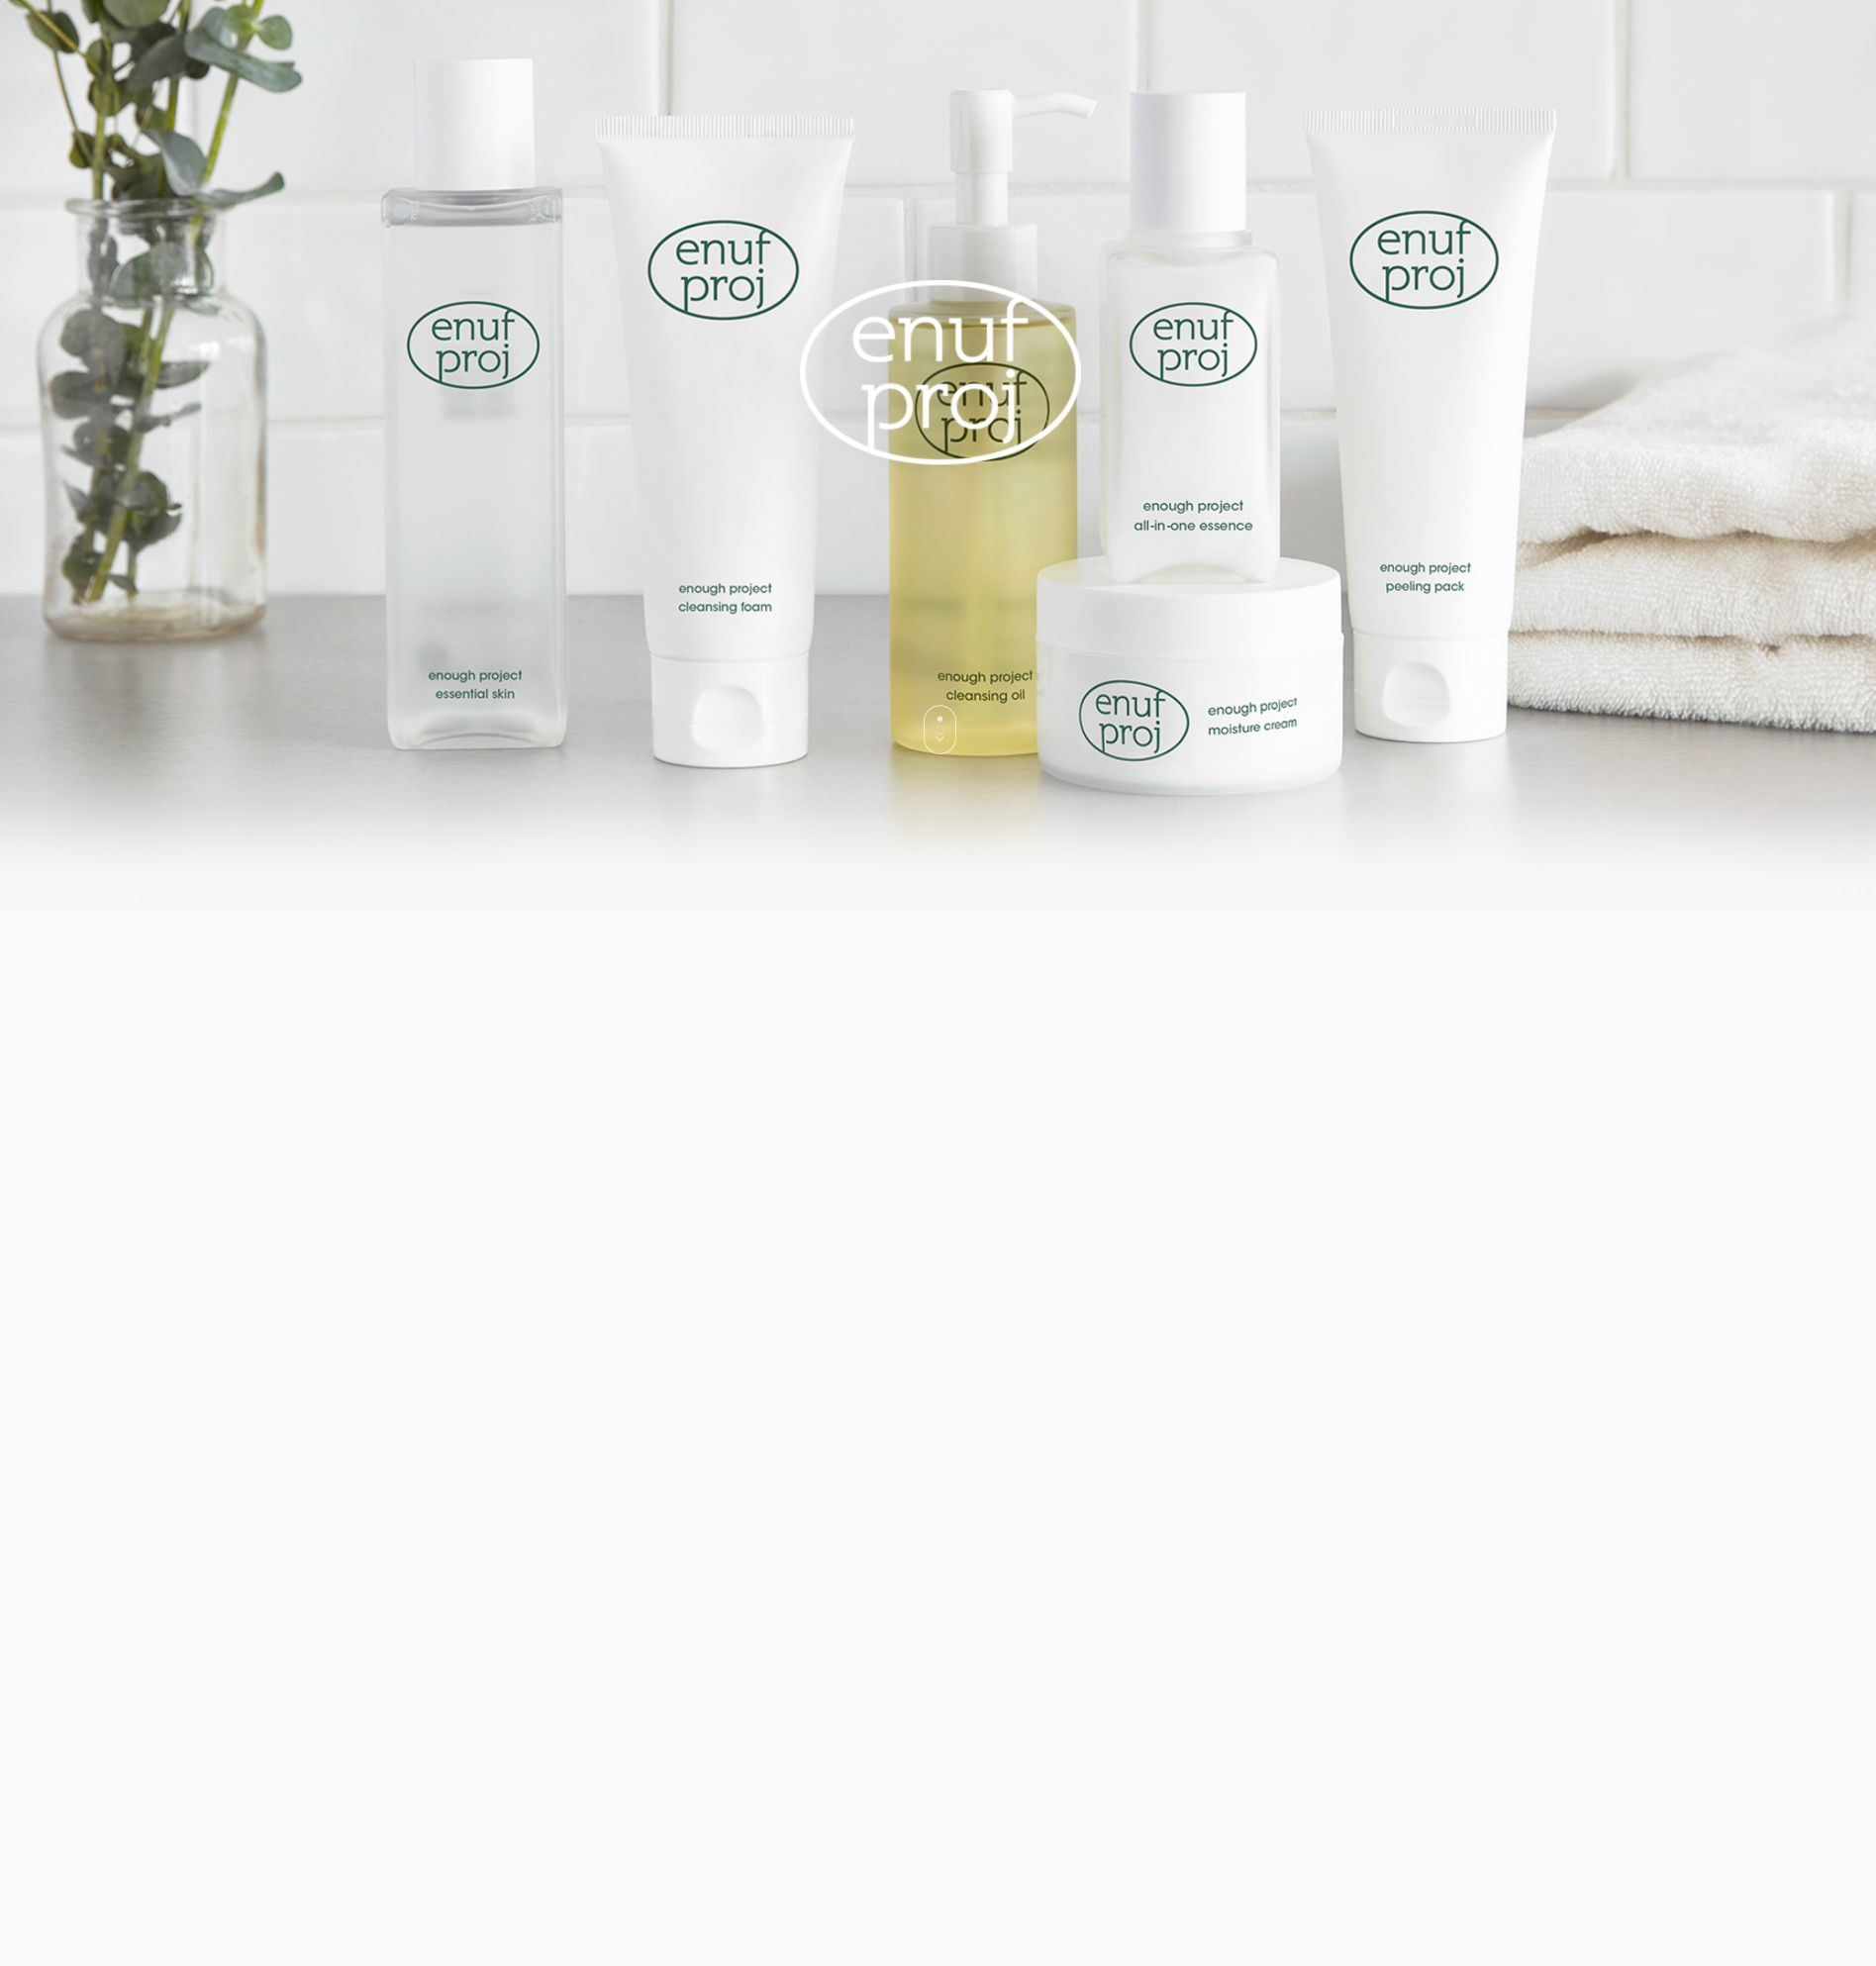 enuf
proj
enough project
essential skin
enuf
proj
enough project
cleansing foam
enuf
proj
enuf
proj
enough project
cleansing oil
enuf
proj
enough project
all-in-one essence
enuf
proj
enough project
moisture cream
enuf
proj
enough project
peeling pack